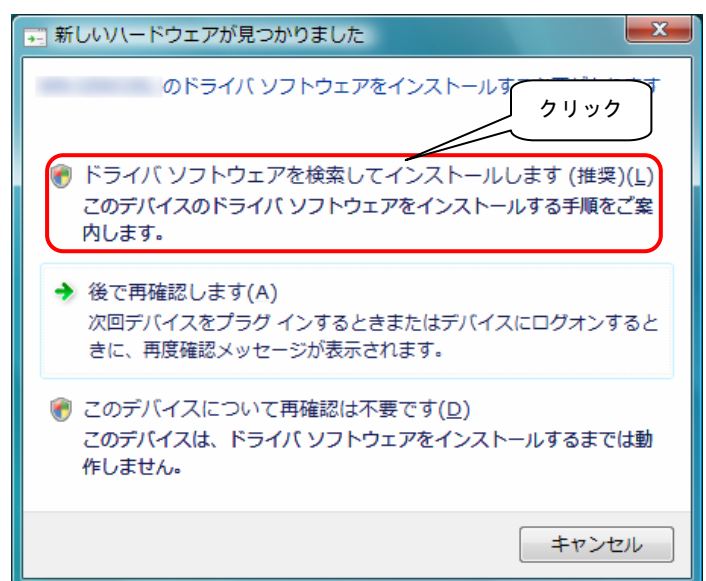 新しいハードウェアが見つかりました
のドライバ ソフトウェアをインストールす
クリック
ドライバ ソフトウェアを検索してインストールします (推奨)(L)
このデバイスのドライバ ソフトウェアをインストールする手順をご案
内します。
後で再確認します(A)
次回デバイスをプラグ インするときまたはデバイスにログオンすると
きに、再度確認メッセージが表示されます。
このデバイスについて再確認は不要です(D)
このデバイスは、ドライバ ソフトウェアをインストールするまでは動
作しません。
キャンセル